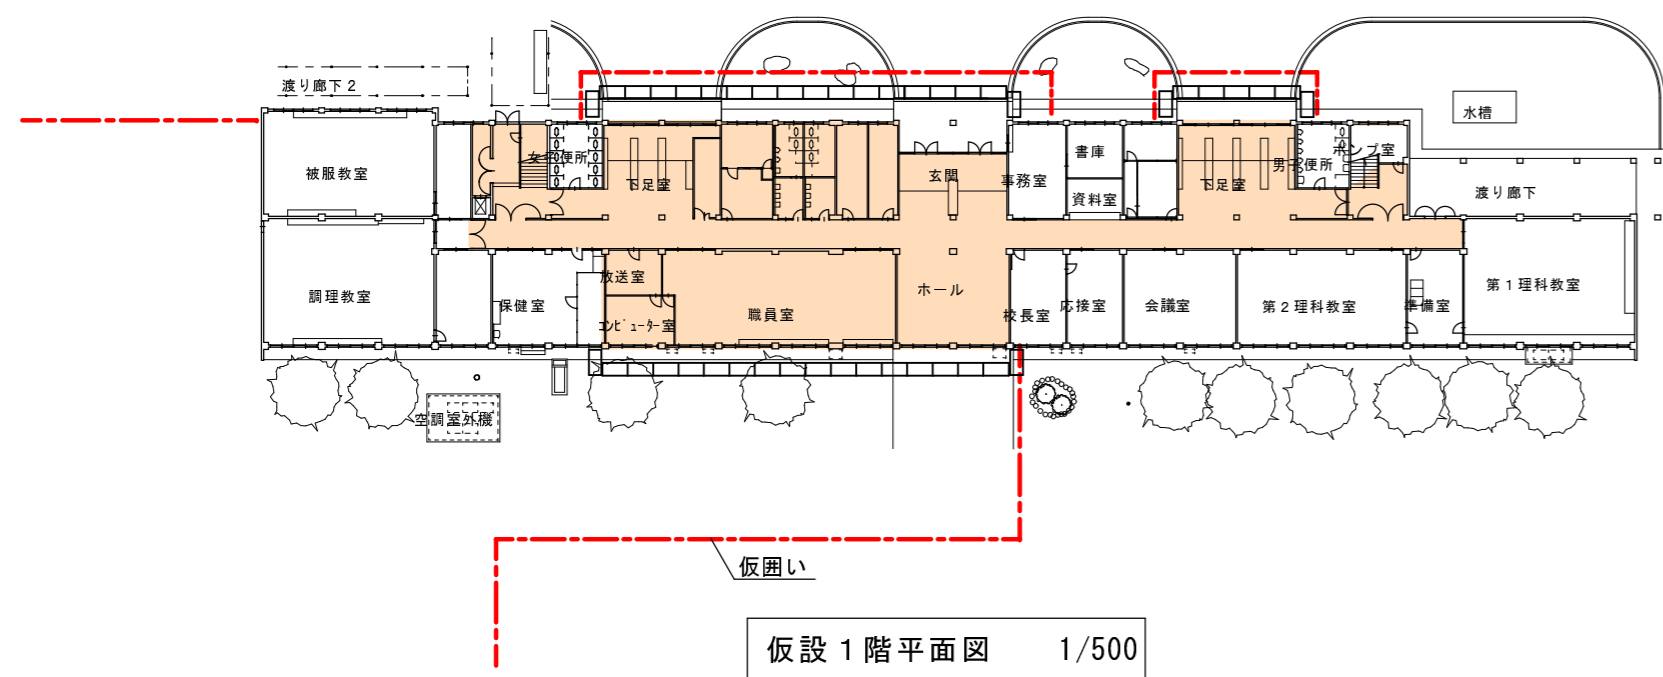 渡り廊下２
水槽
被服教室
女子便所
下足室
玄関
事務室
書庫
資料室
下足室
男子便所
ポンプ室
渡り廊下
調理教室
保健室
放送室
コンピューター室
職員室
ホール
校長室
応接室
会議室
第２理科教室
準備室
第１理科教室
空調室外機
仮囲い
仮設１階平面図 1/500